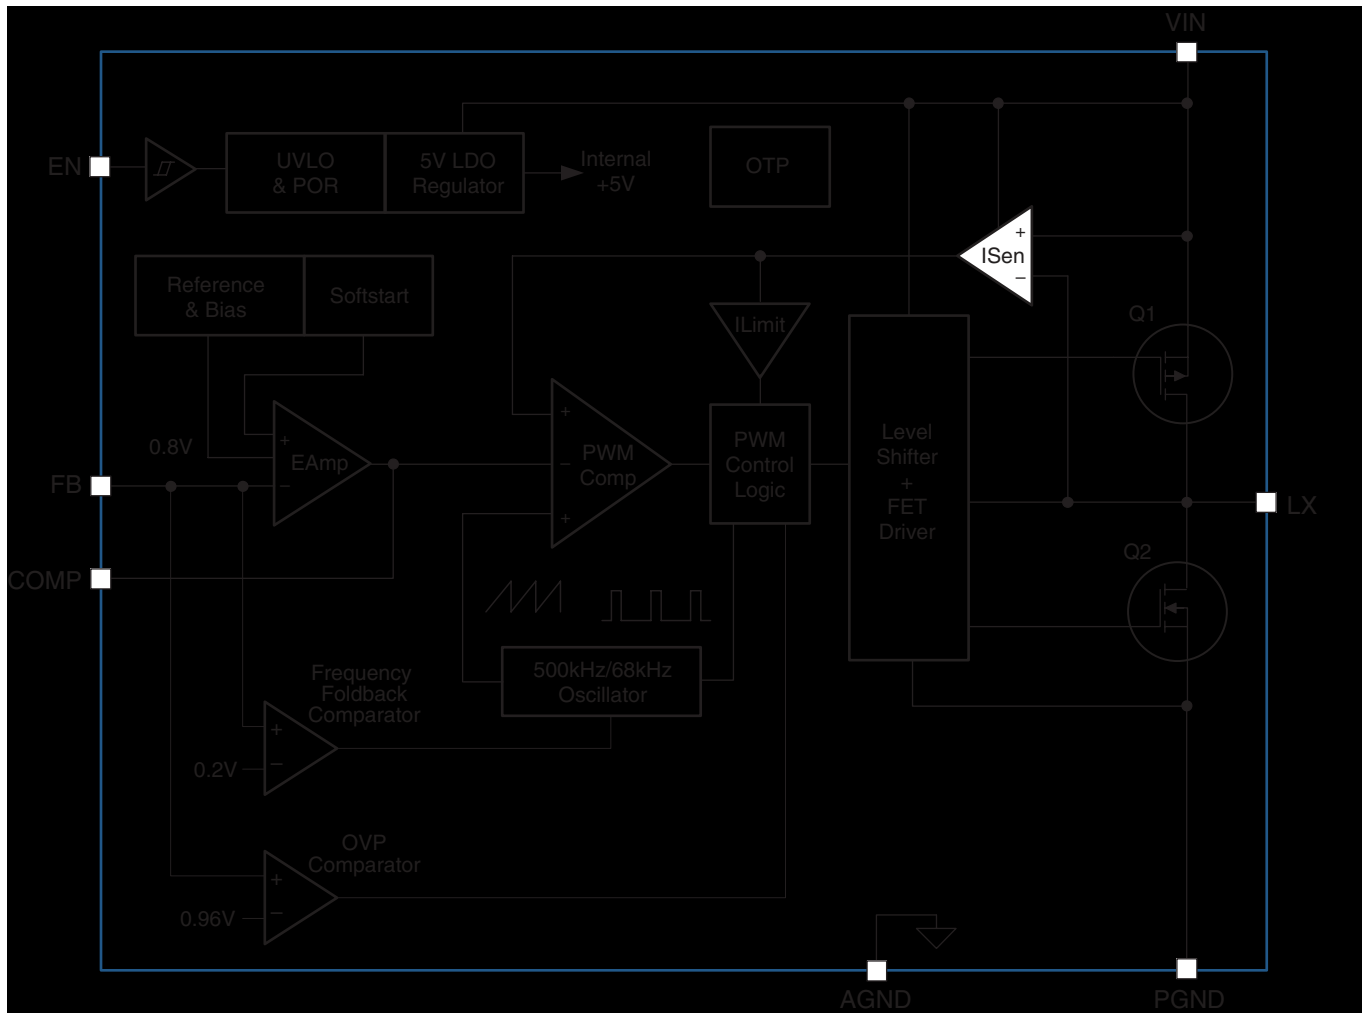 VIN
EN
UVLO
& POR
5V LDO
Regulator
Internal
+5V
OTP
+
ISen
−
Reference
& Bias
Softstart
ILimit
Q1
0.8V
+
EAmp
−
+
PWM
Comp
−
+
PWM
Control
Logic
Level
Shifter
+
FET
Driver
FB
LX
COMP
Q2
500kHz/68kHz
Oscillator
Frequency
Foldback
Comparator
+
−
0.2V
OVP
Comparator
+
−
0.96V
AGND
PGND